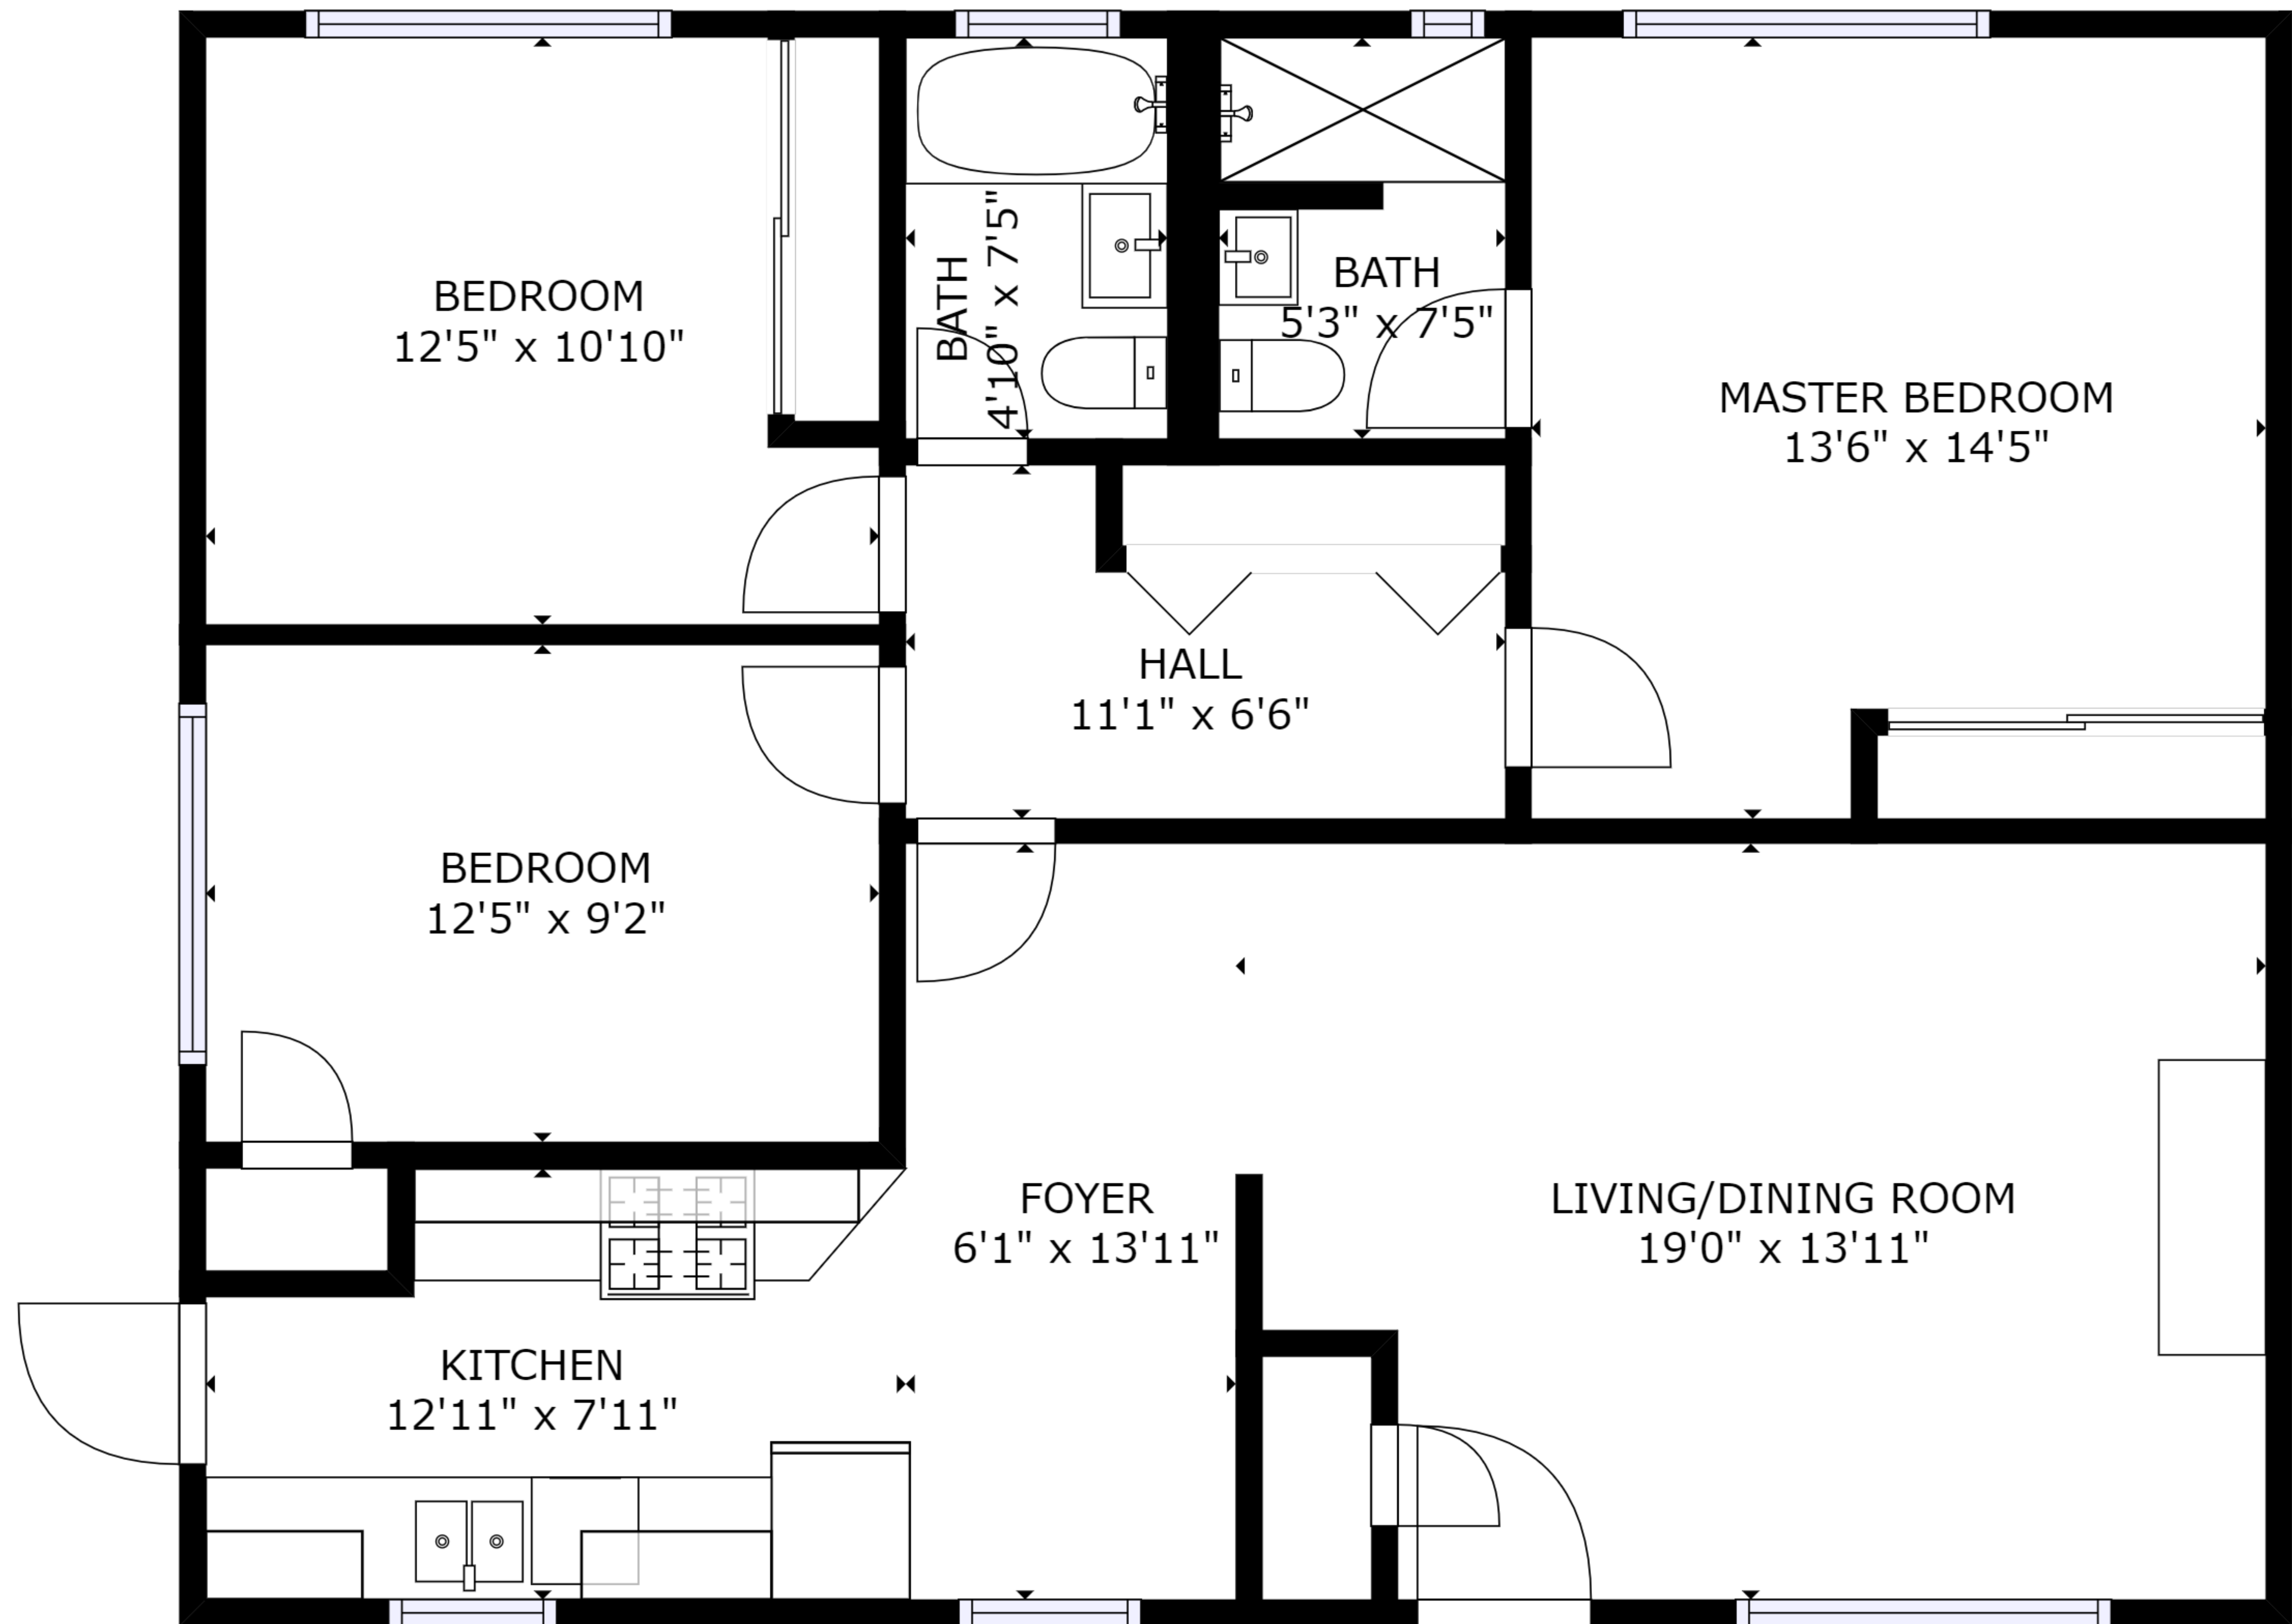 BEDROOM
12'5" x 10'10"
BATH
4'10" x 7'5"
BATH
5'3" x 7'5"
MASTER BEDROOM
13'6" x 14'5"
HALL
11'1" x 6'6"
BEDROOM
12'5" x 9'2"
FOYER
6'1" x 13'11"
LIVING/DINING ROOM
19'0" x 13'11"
KITCHEN
12'11" x 7'11"